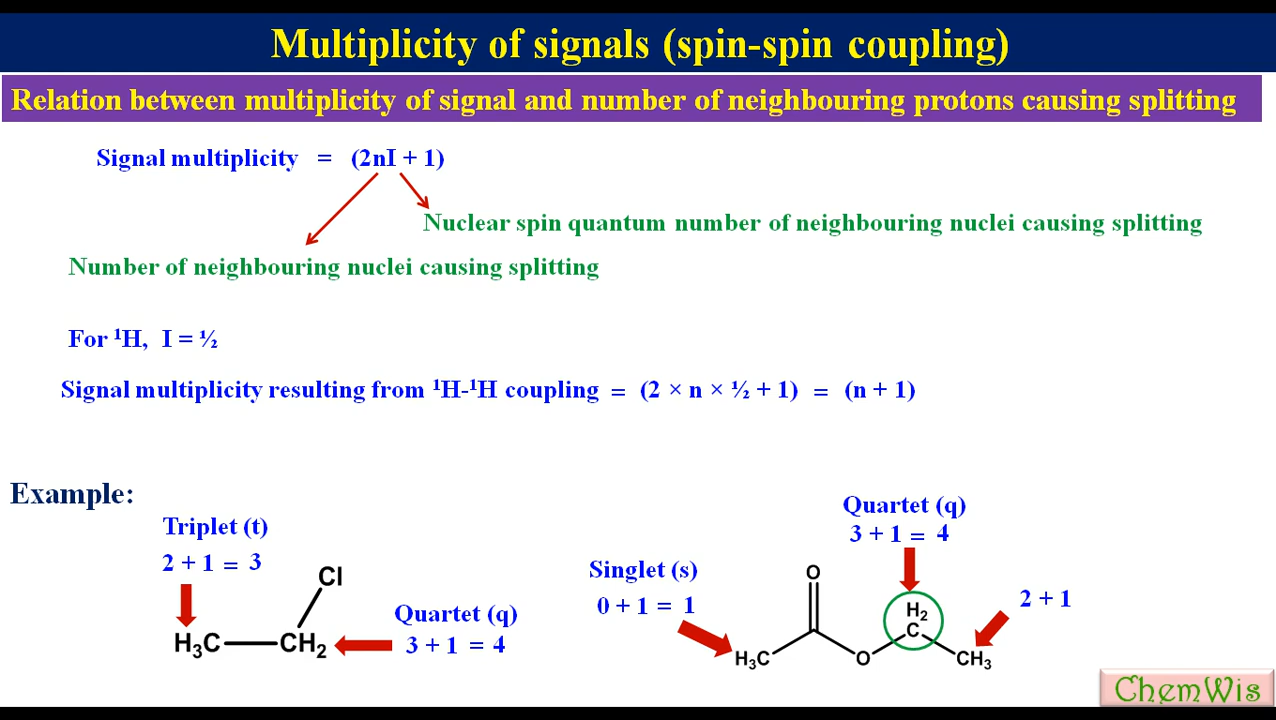 Multiplicity of signals (spin-spin coupling)
Relation between multiplicity of signal and number of neighbouring protons causing splitting
Signal multiplicity = (2nI + 1)
Nuclear spin quantum number of neighbouring nuclei causing splitting
Number of neighbouring nuclei causing splitting
For ¹H, I = ½
Signal multiplicity resulting from ¹H-¹H coupling = (2 × n × ½ + 1) = (n + 1)
Example:
Triplet (t)
2 + 1 = 3
Cl
H₃C
CH₂
Quartet (q)
3 + 1 = 4
Singlet (s)
0 + 1 = 1
H₃C
O
O
Quartet (q)
3 + 1 = 4
H₂
C
2 + 1
CH₃
ChemWis